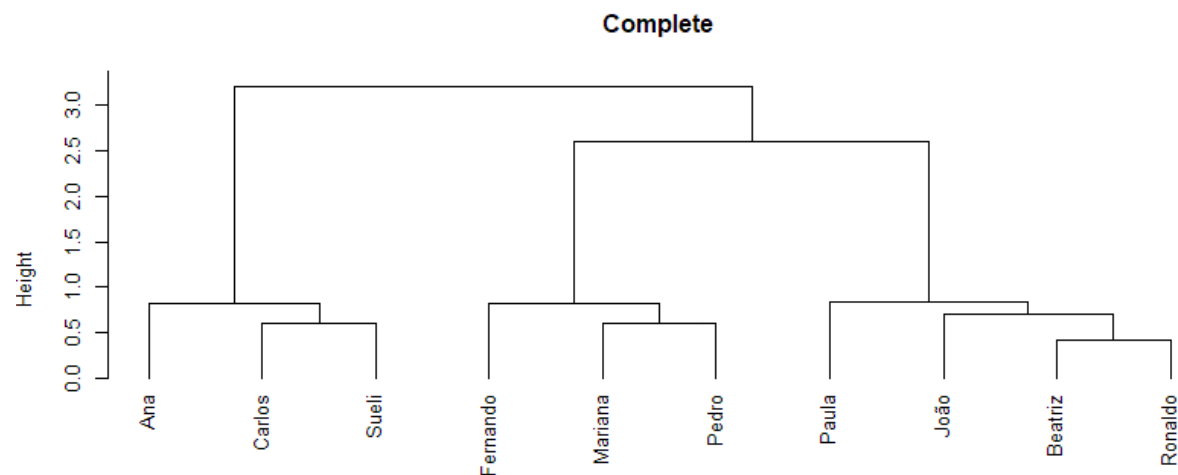 Complete
Height
3.0
2.5
2.0
1.5
1.0
0.5
0.0
Ana
Carlos
Sueli
Fernando
Mariana
Pedro
Paula
João
Beatriz
Ronaldo